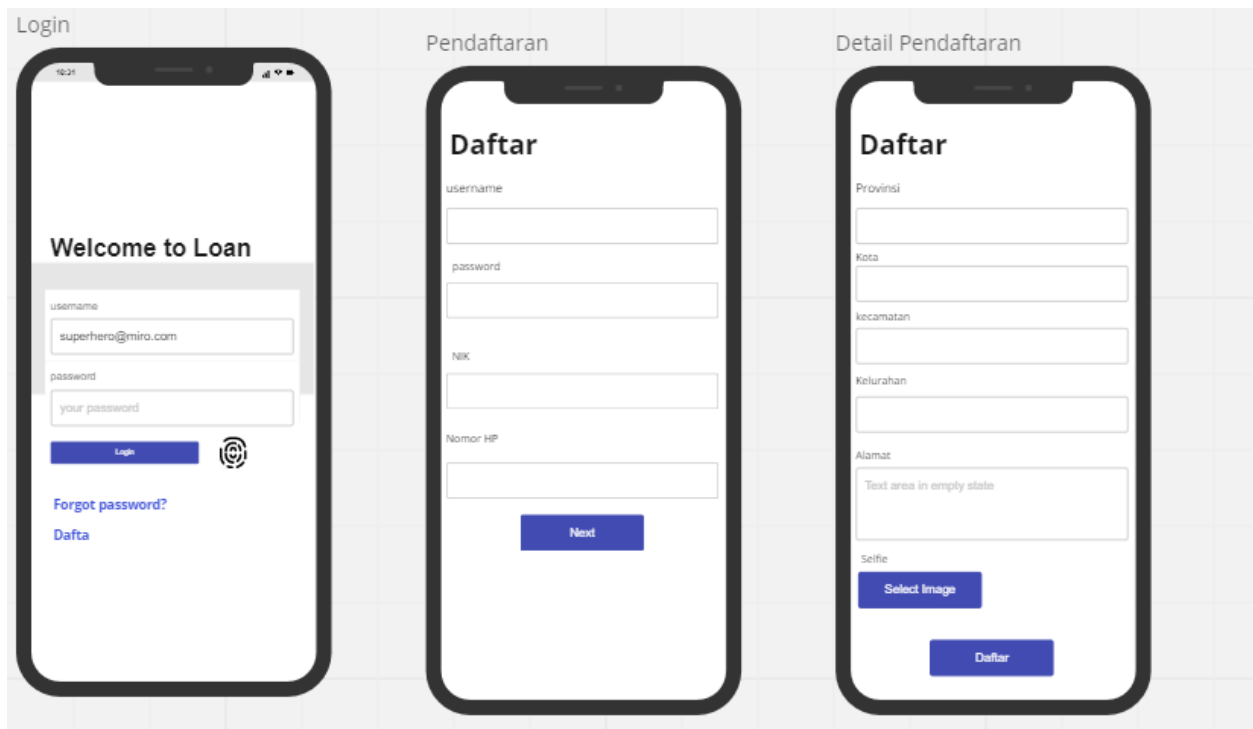 Login
10:21
Welcome to Loan
username
superhero@miro.com
password
your password
Login
Forgot password?
Dafta
Pendaftaran
Daftar
username
password
NIK
Nomor HP
Next
Detail Pendaftaran
Daftar
Provinsi
Kota
kecamatan
Kelurahan
Alamat
Text area in empty state
Selfie
Select Image
Daftar